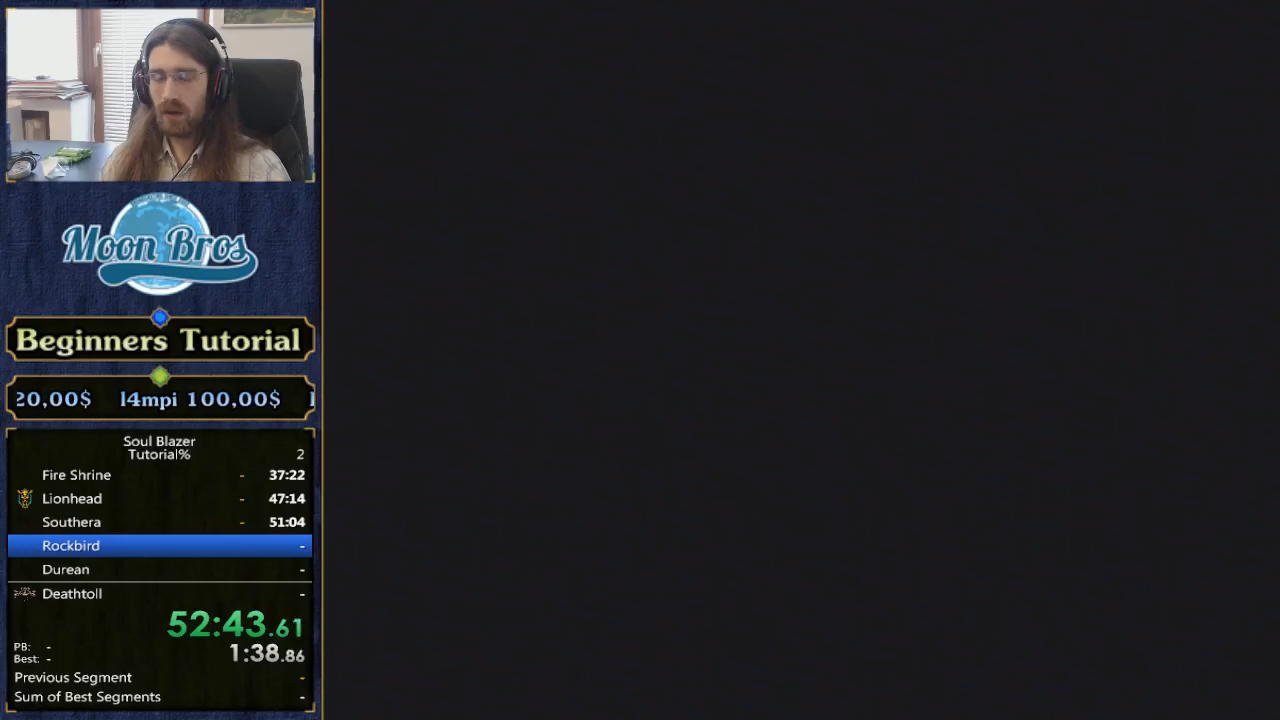 Moon Bros
Beginners Tutorial
20,00$ l4mpi 100,00$
Soul Blazer
Tutorial% 2
Fire Shrine - 37:22
Lionhead - 47:14
Southera - 51:04
Rockbird -
Durean -
Deathtoll -
52:43.61
PB: - 1:38.86
Best: -
Previous Segment -
Sum of Best Segments -